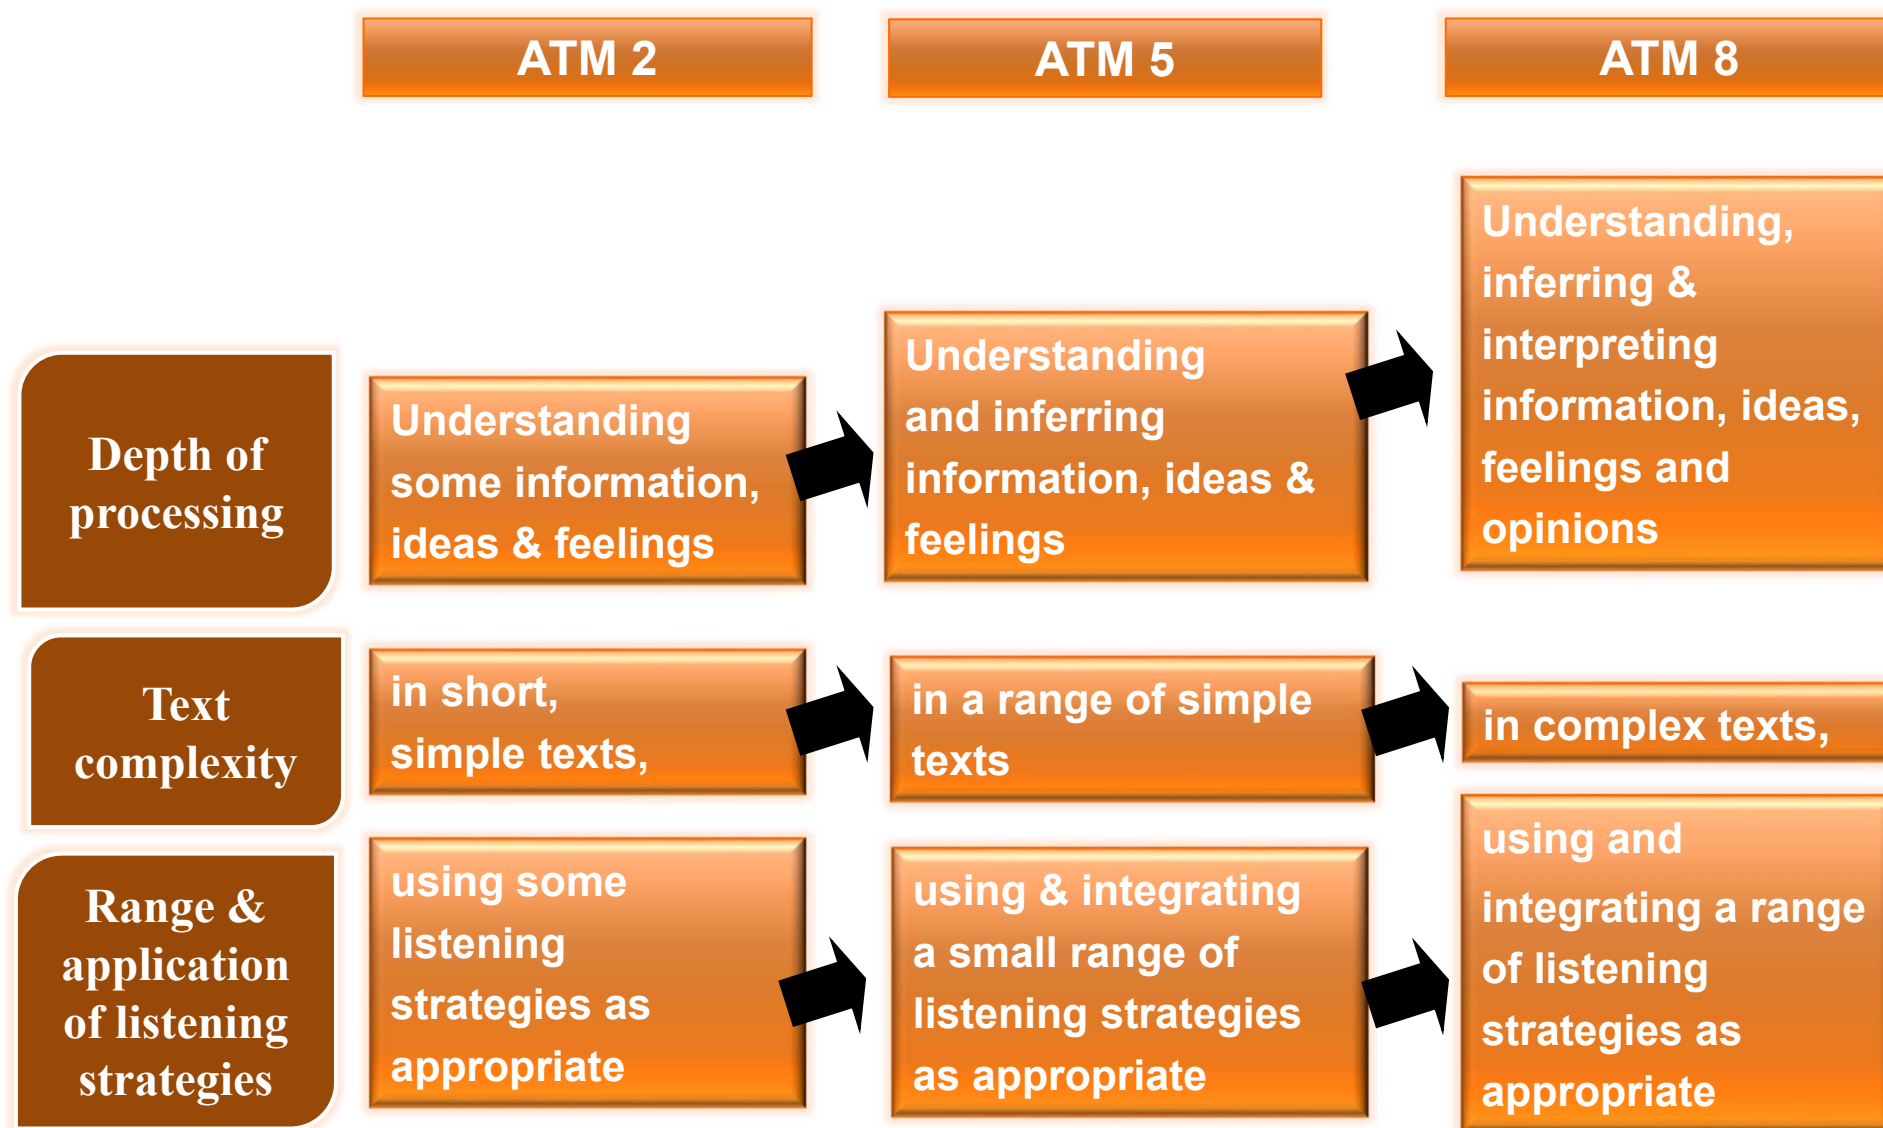 ATM 2
ATM 5
ATM 8
Depth of
processing
Understanding
some information,
ideas & feelings
Understanding
and inferring
information, ideas &
feelings
Understanding,
inferring &
interpreting
information, ideas,
feelings and
opinions
Text
complexity
in short,
simple texts,
in a range of simple
texts
in complex texts,
Range &
application
of listening
strategies
using some
listening
strategies as
appropriate
using & integrating
a small range of
listening strategies
as appropriate
using and
integrating a range
of listening
strategies as
appropriate